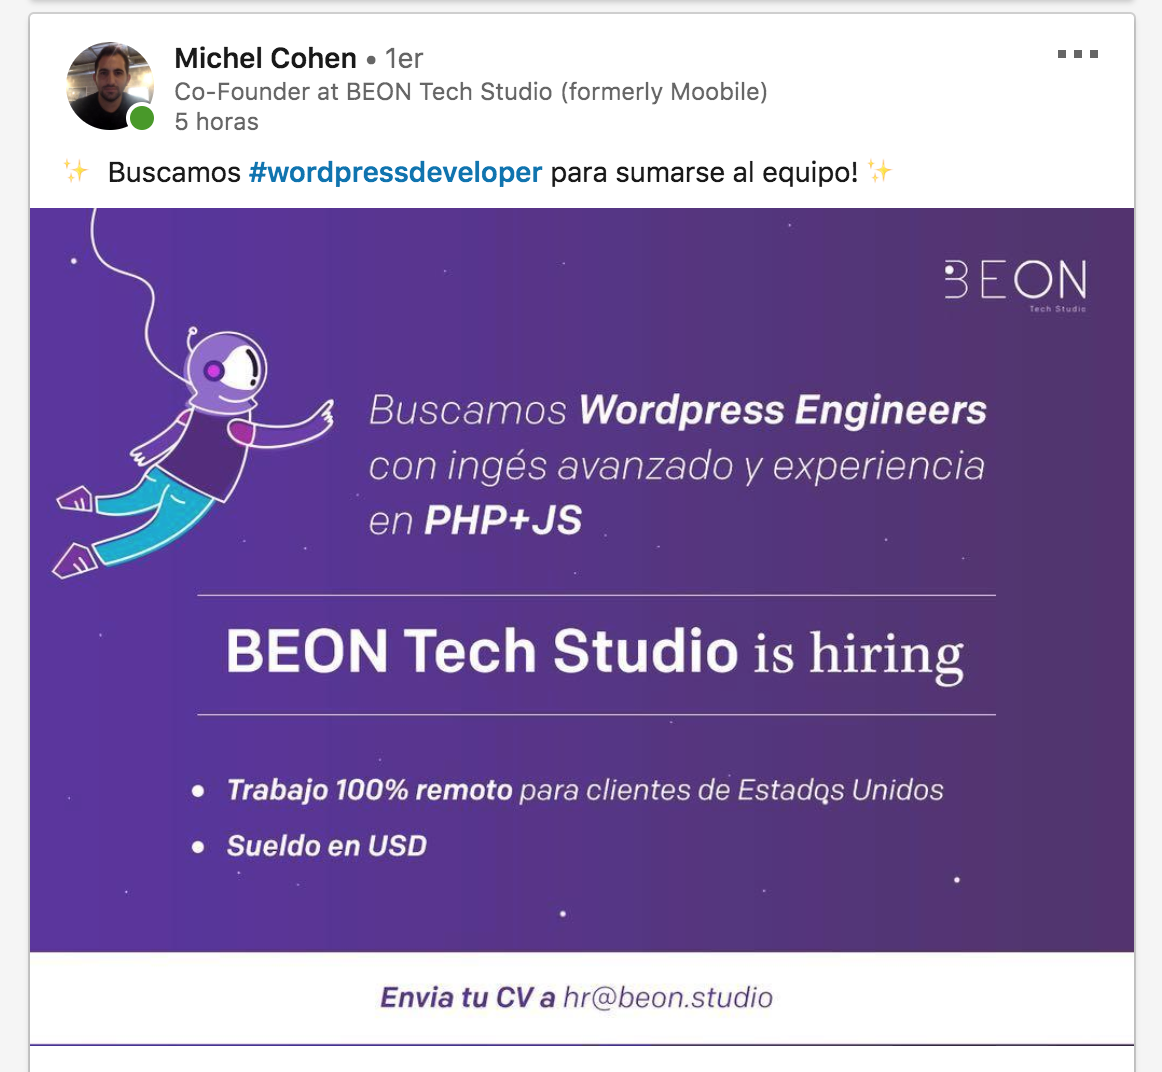 Michel Cohen • 1er
Co-Founder at BEON Tech Studio (formerly Moobile)
5 horas
✨ Buscamos #wordpressdeveloper para sumarse al equipo! ✨
BEON
Tech Studio
Buscamos Wordpress Engineers
con ingés avanzado y experiencia
en PHP+JS
BEON Tech Studio is hiring
• Trabajo 100% remoto para clientes de Estados Unidos
• Sueldo en USD
Envia tu CV a hr@beon.studio